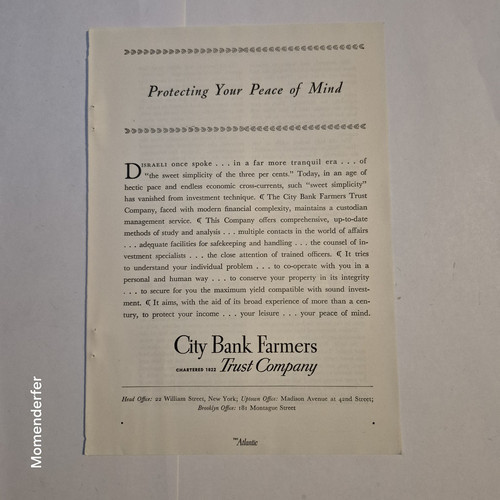 Protecting Your Peace of Mind
DISRAELI once spoke . . . in a far more tranquil era . . . of
"the sweet simplicity of the three per cents." Today, in an age of
hectic pace and endless economic cross-currents, such "sweet simplicity"
has vanished from investment technique. ☾ The City Bank Farmers Trust
Company, faced with modern financial complexity, maintains a custodian
management service. ☾ This Company offers comprehensive, up-to-date
methods of study and analysis . . . multiple contacts in the world of affairs
. . . adequate facilities for safekeeping and handling . . . the counsel of in-
vestment specialists . . . the close attention of trained officers. ☾ It tries
to understand your individual problem . . . to co-operate with you in a
personal and human way . . . to conserve your property in its integrity
. . . to secure for you the maximum yield compatible with sound invest-
ment. ☾ It aims, with the aid of its broad experience of more than a cen-
tury, to protect your income . . . your leisure . . . your peace of mind.
City Bank Farmers
CHARTERED 1822 Trust Company
Head Office: 22 William Street, New York; Uptown Office: Madison Avenue at 42nd Street;
Brooklyn Office: 181 Montague Street
The Atlantic
Momenderfer